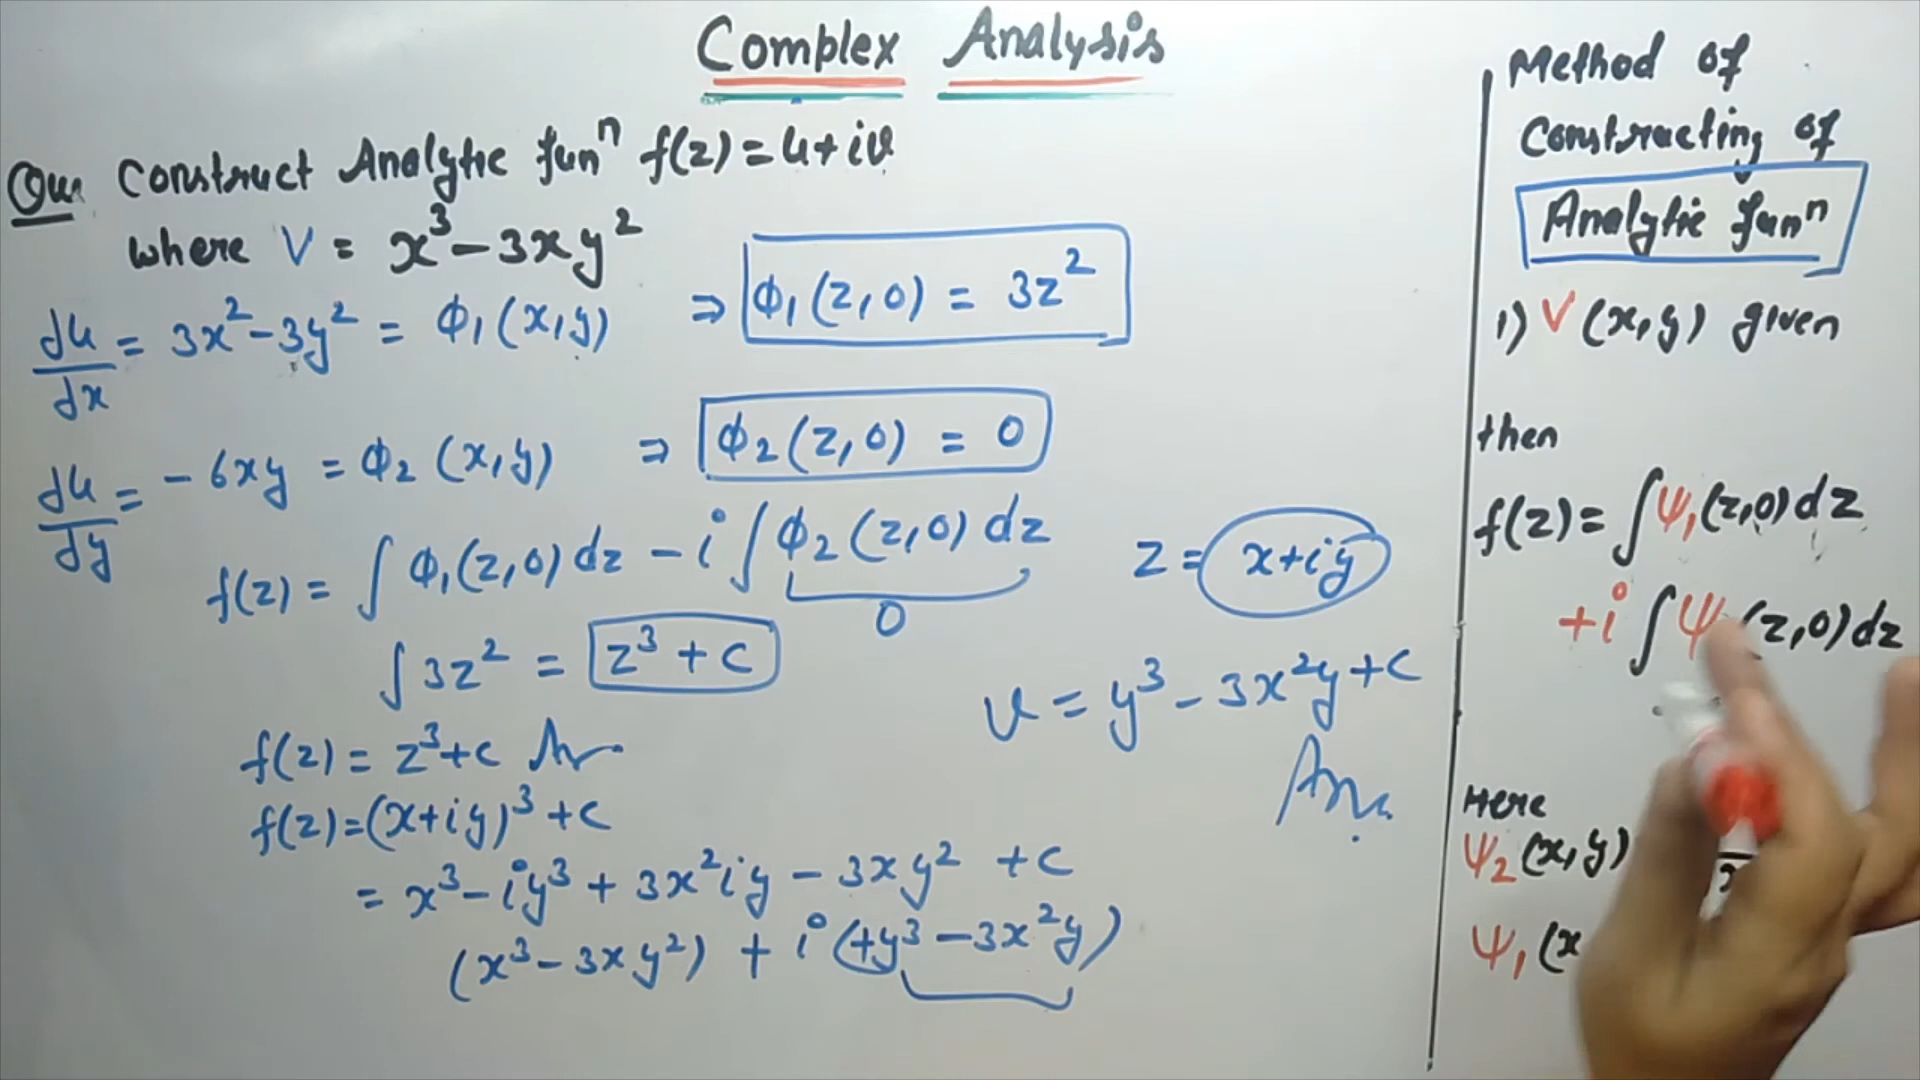 Complex Analysis
Que Construct Analytic funⁿ f(z) = u + iv
where V = x³ - 3xy²
du/dx = 3x² - 3y² = ϕ₁(x,y) ⇒ ϕ₁(z,0) = 3z²
du/dy = - 6xy = ϕ₂(x,y) ⇒ ϕ₂(z,0) = 0
f(z) = ∫ϕ₁(z,0)dz - i∫ϕ₂(z,0)dz
0
z = x+iy
∫3z² = z³ + c
v = y³ - 3x²y + c
Ans
f(z) = z³ + c
f(z) = (x+iy)³ + c
= x³ - iy³ + 3x²iy - 3xy² + c
(x³ - 3xy²) + i(+y³ - 3x²y)
Method of
Constructing of
Analytic funⁿ
1) V(x,y) given
then
f(z) = ∫ψ₁(z,0)dz
+i∫ψ (z,0)dz
Here
ψ₂(x,y)
ψ₁(x